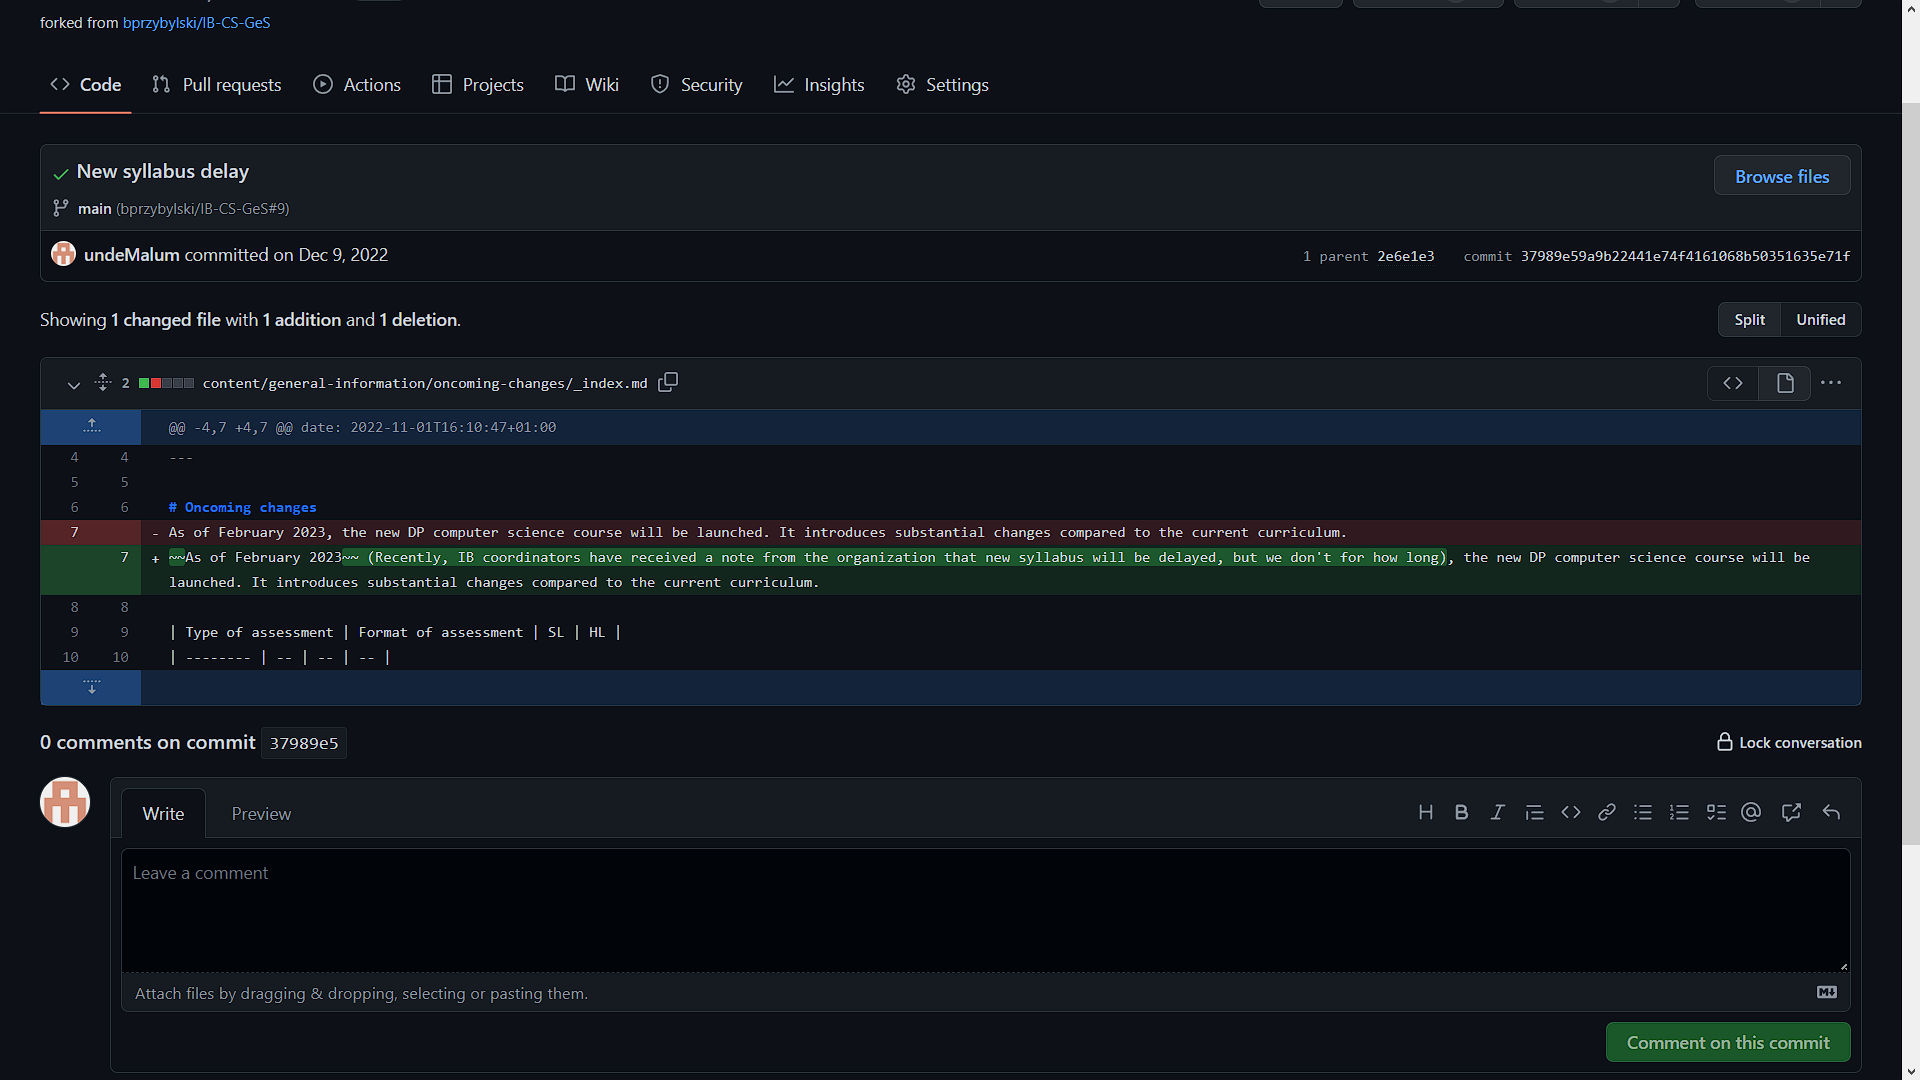 forked from bprzybylski/IB-CS-GeS
Code Pull requests Actions Projects Wiki Security Insights Settings
New syllabus delay
Browse files
main (bprzybylski/IB-CS-GeS#9)
undeMalum committed on Dec 9, 2022
1 parent 2e6e1e3 commit 37989e59a9b22441e74f4161068b50351635e71f
Showing 1 changed file with 1 addition and 1 deletion.
Split Unified
2 content/general-information/oncoming-changes/_index.md
@@ -4,7 +4,7 @@ date: 2022-11-01T16:10:47+01:00
4 4 ---
5 5
6 6 # Oncoming changes
7 - As of February 2023, the new DP computer science course will be launched. It introduces substantial changes compared to the current curriculum.
7 + ~~As of February 2023~~ (Recently, IB coordinators have received a note from the organization that new syllabus will be delayed, but we don't for how long), the new DP computer science course will be
launched. It introduces substantial changes compared to the current curriculum.
8 8
9 9 | Type of assessment | Format of assessment | SL | HL |
10 10 | -------- | -- | -- | -- |
0 comments on commit 37989e5
Lock conversation
Write Preview
Leave a comment
Attach files by dragging & dropping, selecting or pasting them.
Comment on this commit